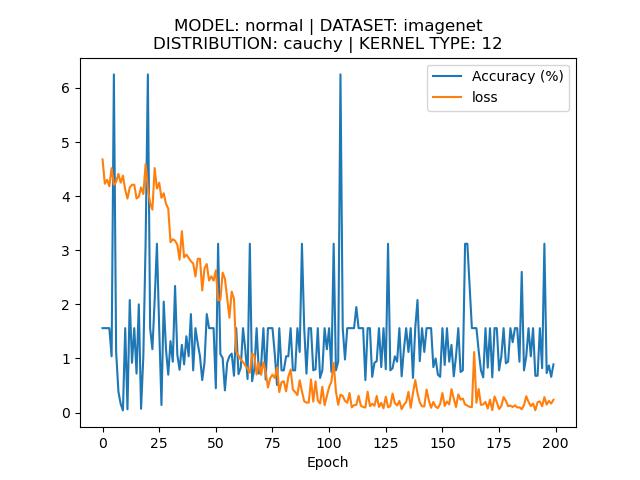 MODEL: normal | DATASET: imagenet
DISTRIBUTION: cauchy | KERNEL TYPE: 12
Accuracy (%)
loss
6
5
4
3
2
1
0
0 25 50 75 100 125 150 175 200
Epoch